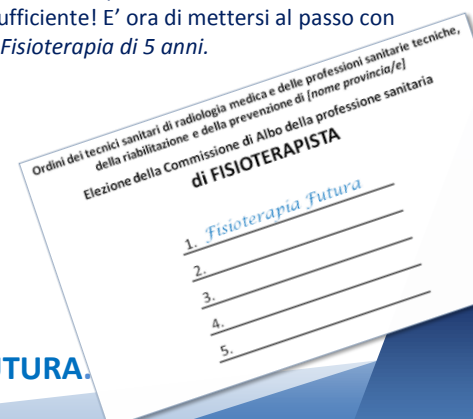 ufficiente! E’ ora di mettersi al passo con
Fisioterapia di 5 anni.
Ordini dei tecnici sanitari di radiologia medica e delle professioni sanitarie tecniche,
della riabilitazione e della prevenzione di [nome provincia/e]
Elezione della Commissione di Albo della professione sanitaria
di FISIOTERAPISTA
1. Fisioterapia Futura
2.
3.
4.
5.
UTURA.